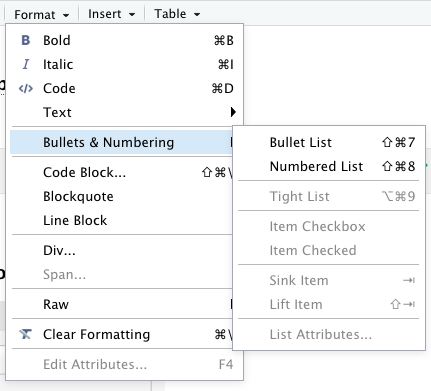 Format Insert Table
Bold ⌘B
Italic ⌘I
Code ⌘D
Text
Bullets & Numbering
Code Block... ⇧⌘\
Blockquote
Line Block
Div...
Span...
Raw
Clear Formatting ⌘\
Edit Attributes... F4
Bullet List ⇧⌘7
Numbered List ⇧⌘8
Tight List ⌥⌘9
Item Checkbox
Item Checked
Sink Item ⇥
Lift Item ⇧⇥
List Attributes...